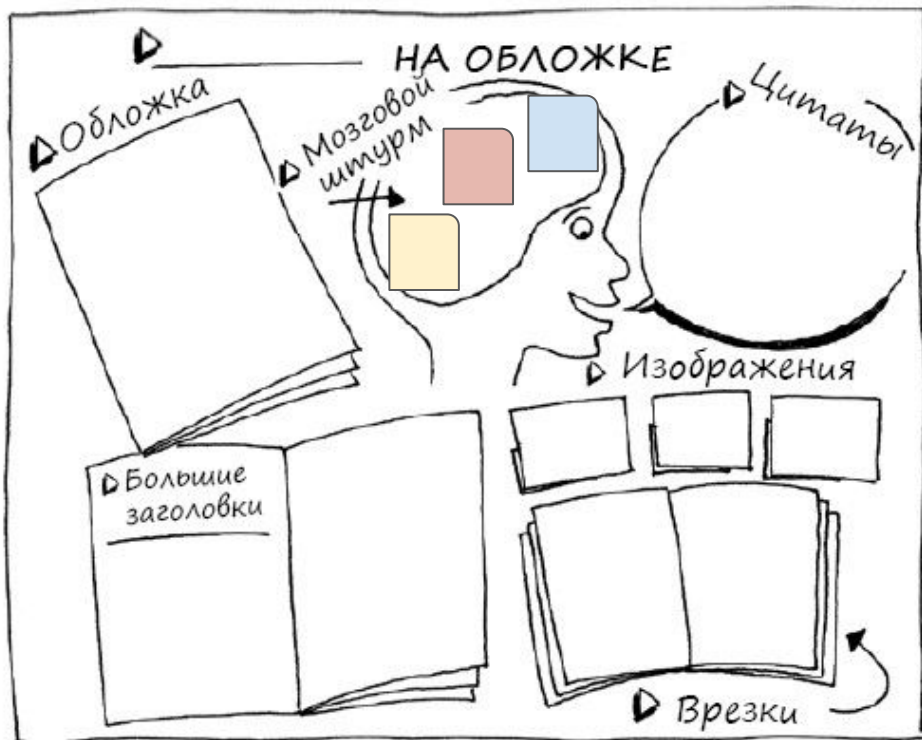 НА ОБЛОЖКЕ
Обложка
Мозговой
штурм
Цитаты
Изображения
Большие
заголовки
Врезки